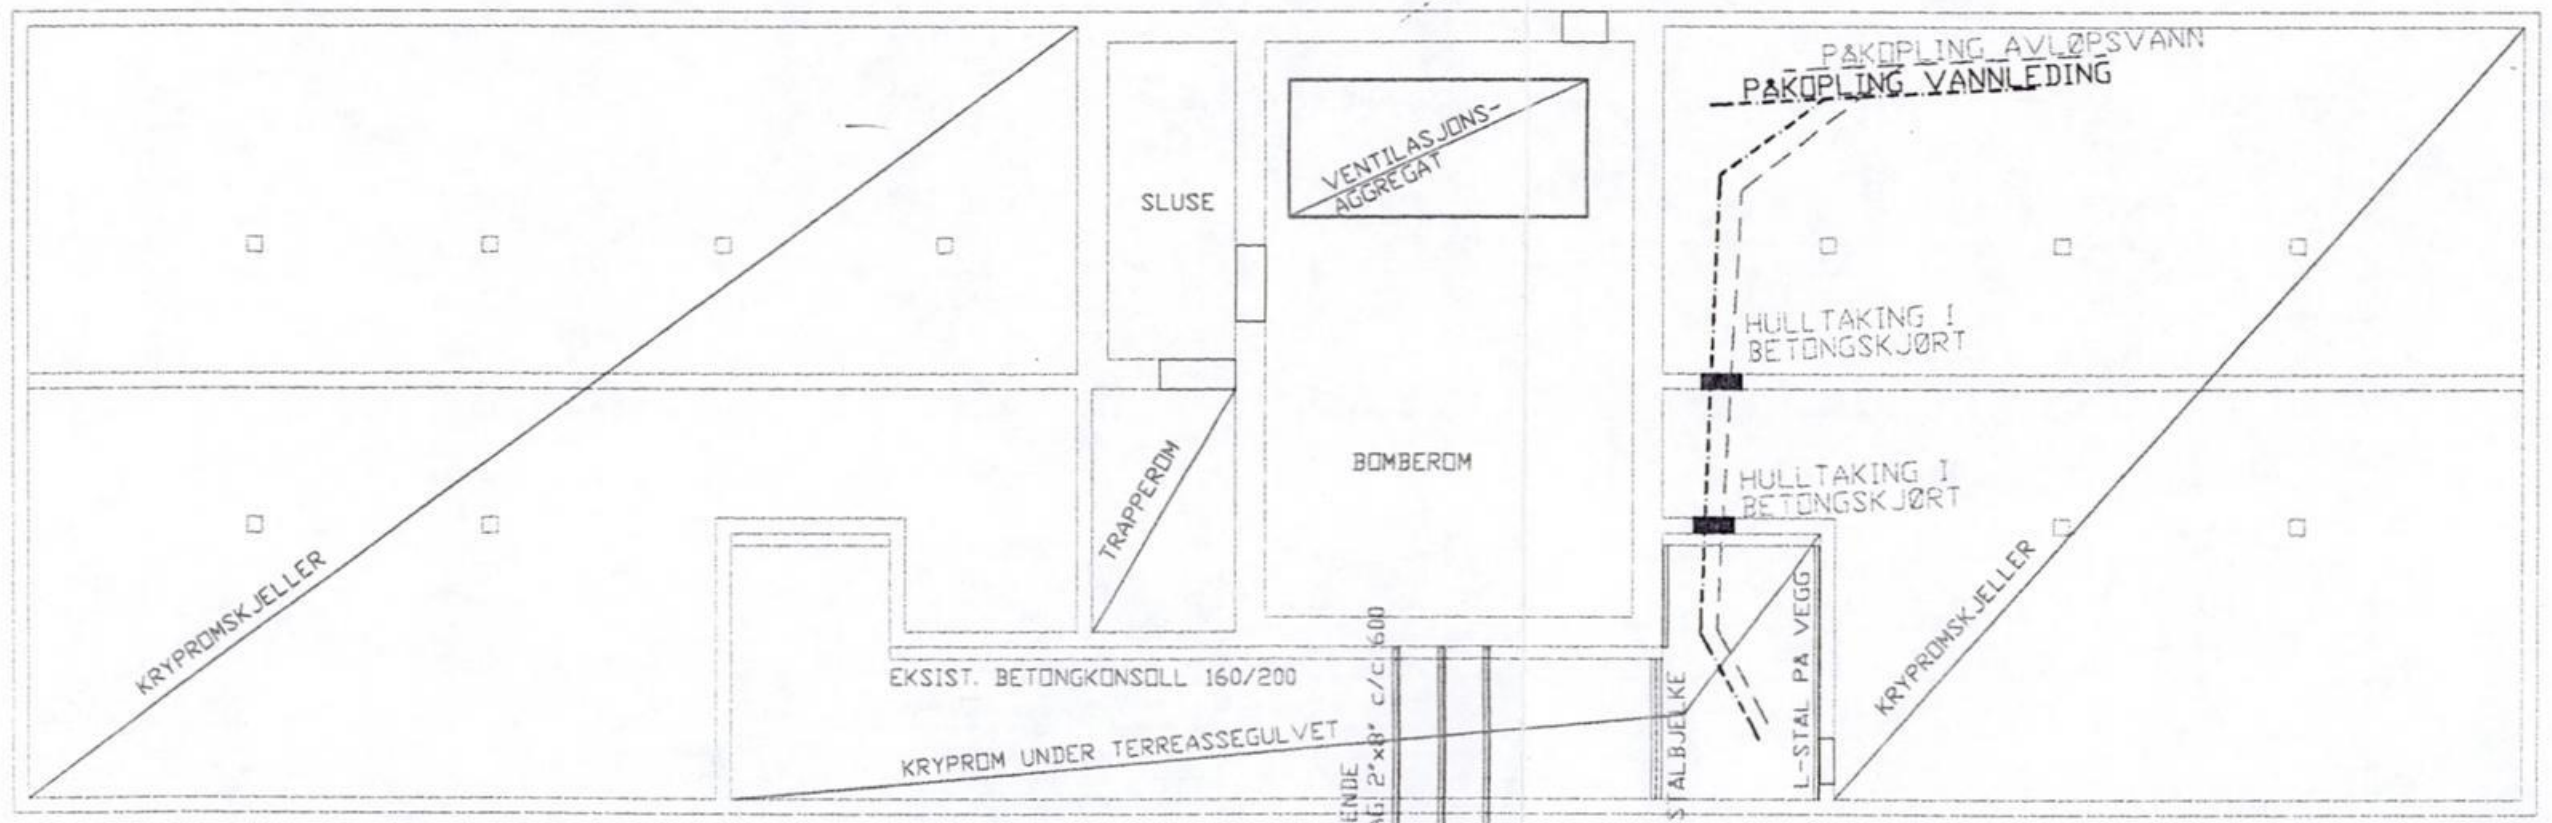 PÅKOPLING AVLØPSVANN
PÅKOPLING VANNLEDING
VENTILASJONS-
AGGREGAT
SLUSE
HULLTAKING I
BETONGSKJØRT
BOMBEROM
TRAPPEROM
HULLTAKING I
BETONGSKJØRT
KRYPROMSKJELLER
KRYPROMSKJELLER
EKSIST. BETONGKONSOLL 160/200
KRYPROM UNDER TERREASSEGULVET
2"x8" c/c 600
STÅLBJELKE
L-STÅL PÅ VEGG